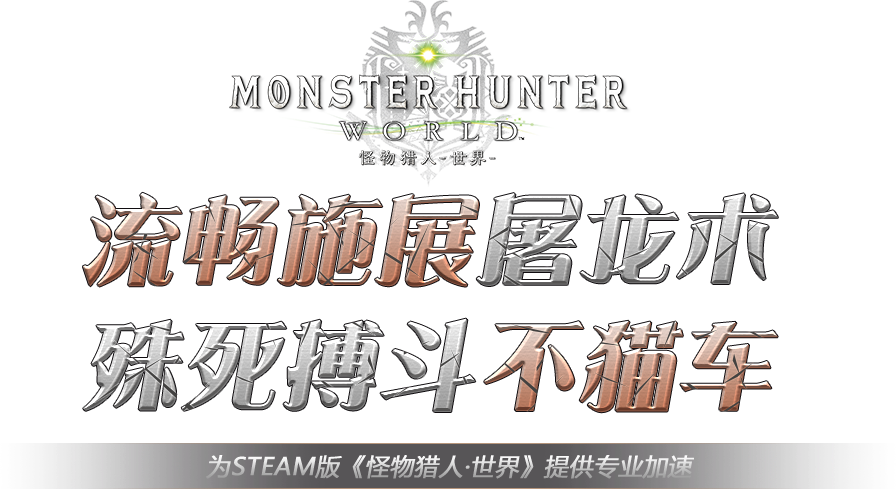 MONSTER HUNTER
WORLD™
怪物猎人-世界-
流畅施展屠龙术
殊死搏斗不猫车
为STEAM版《怪物猎人·世界》提供专业加速